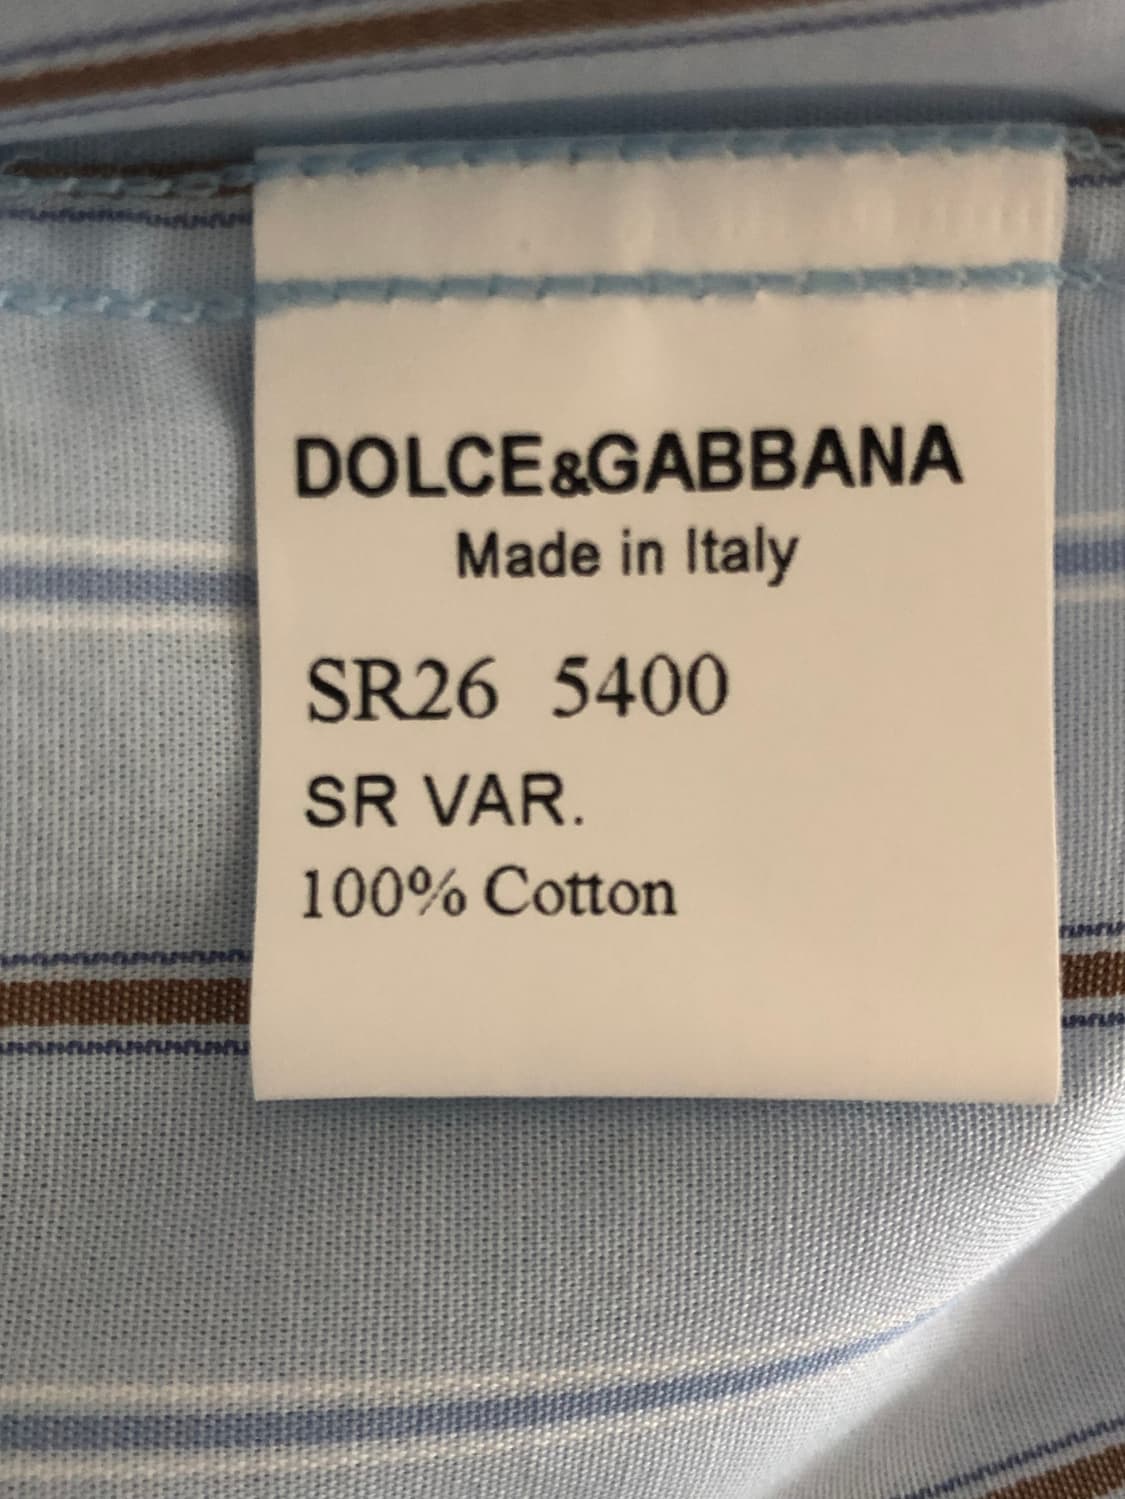 DOLCE&GABBANA
Made in Italy
SR26 5400
SR VAR.
100% Cotton